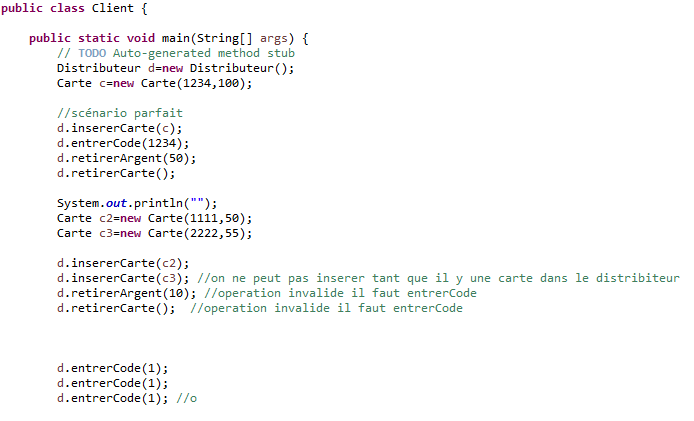 public class Client {
public static void main(String[] args) {
// TODO Auto-generated method stub
Distributeur d=new Distributeur();
Carte c=new Carte(1234,100);
//scénario parfait
d.insererCarte(c);
d.entrerCode(1234);
d.retirerArgent(50);
d.retirerCarte();
System.out.println("");
Carte c2=new Carte(1111,50);
Carte c3=new Carte(2222,55);
d.insererCarte(c2);
d.insererCarte(c3); //on ne peut pas inserer tant que il y une carte dans le distribiteur
d.retirerArgent(10); //operation invalide il faut entrerCode
d.retirerCarte();  //operation invalide il faut entrerCode
d.entrerCode(1);
d.entrerCode(1);
d.entrerCode(1); //o